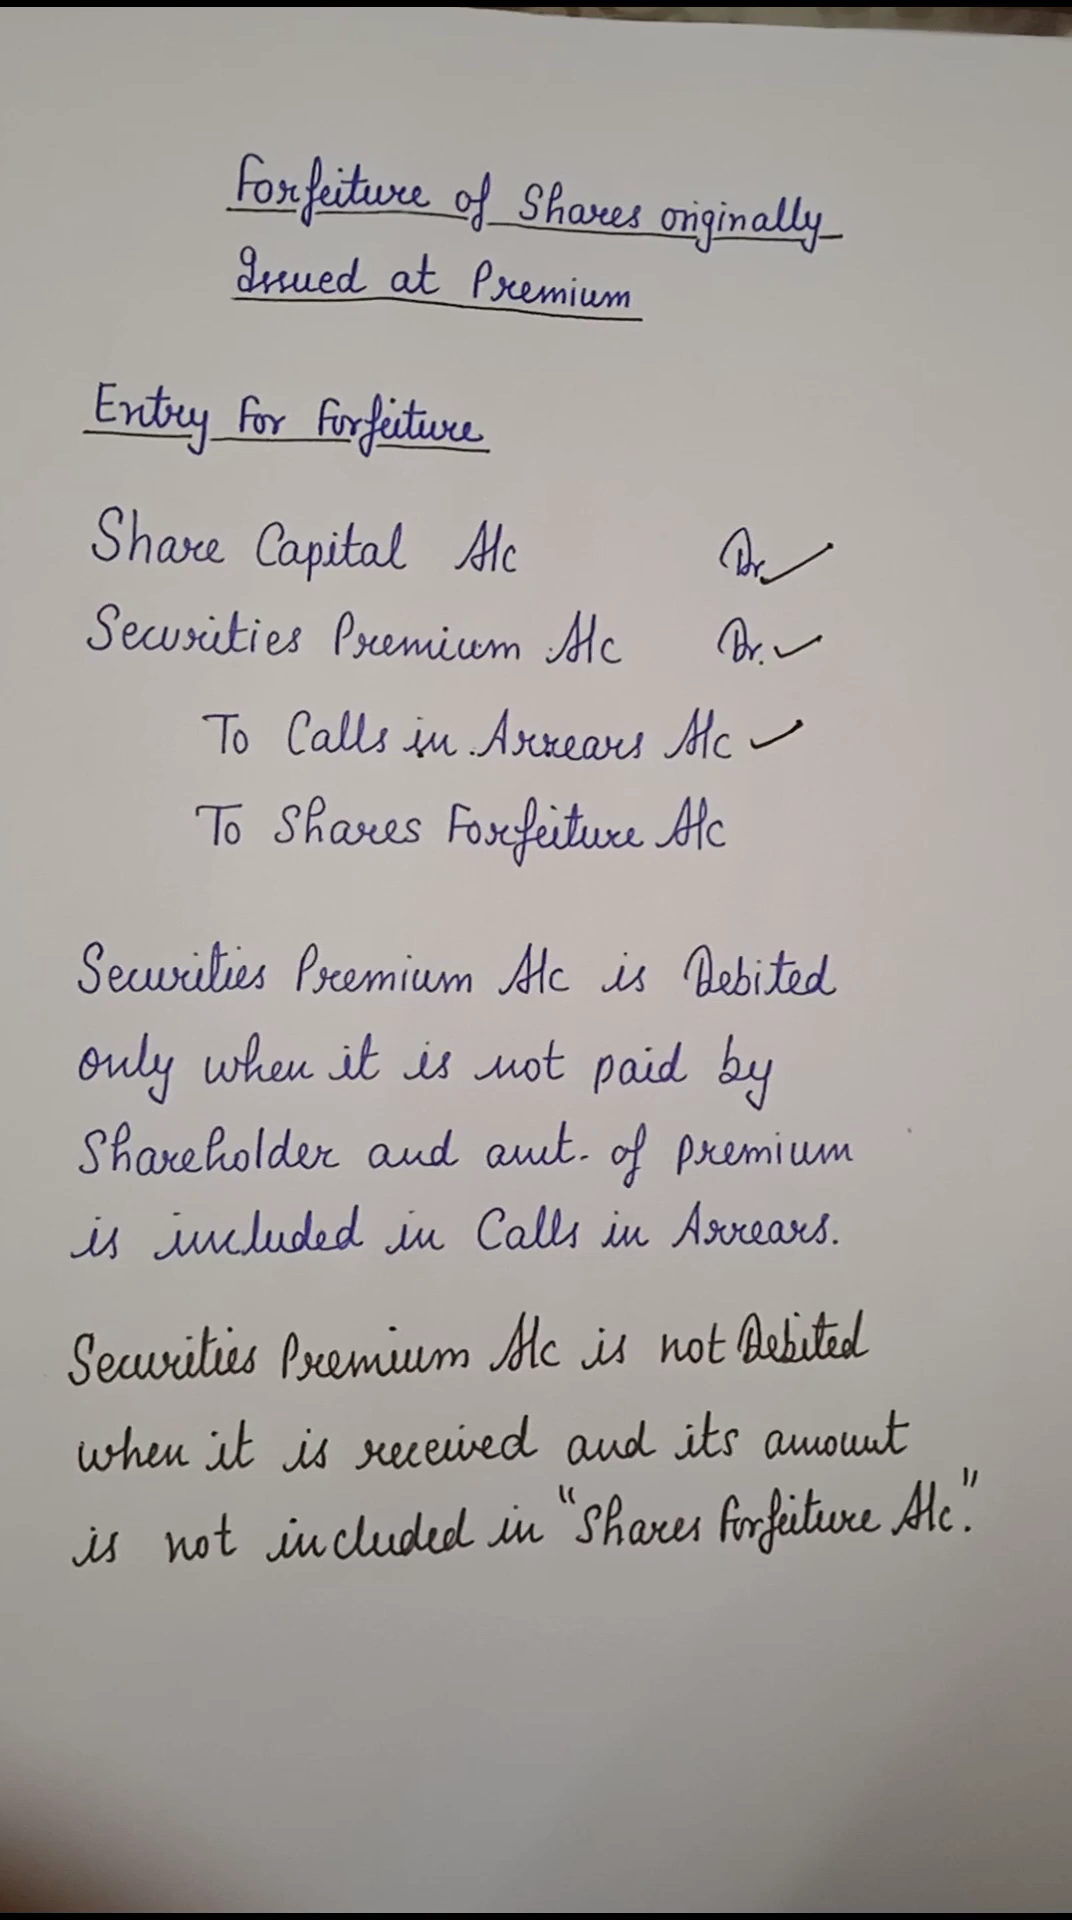 Forfeiture of Shares originally
Issued at Premium
Entry For Forfeiture
Share Capital A/c Dr.
Securities Premium A/c Dr.
To Calls in Arrears A/c
To Shares Forfeiture A/c
Securities Premium A/c is Debited
only when it is not paid by
Shareholder and amt. of premium
is included in Calls in Arrears.
Securities Premium A/c is not Debited
when it is received and its amount
is not included in "Shares Forfeiture A/c."